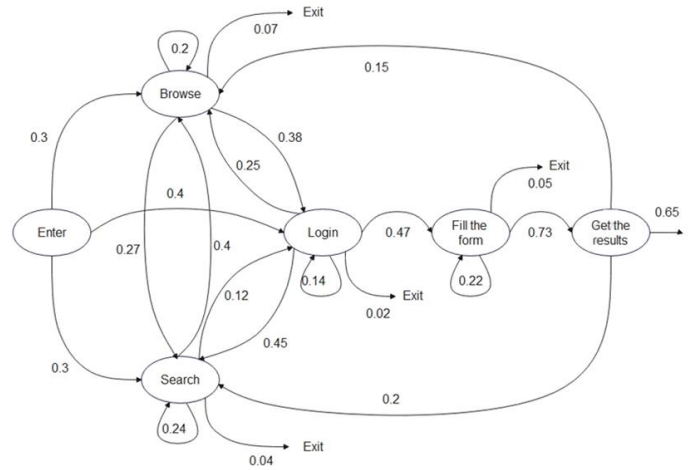 Exit
0.07
0.2
Browse
0.15
0.3
0.38
0.25
0.4
Exit
0.05
Enter
0.27
0.4
Login
0.47
Fill the
form
0.73
Get the
results
0.65
0.14
0.22
0.12
Exit
0.02
0.45
0.3
Search
0.2
0.24
Exit
0.04